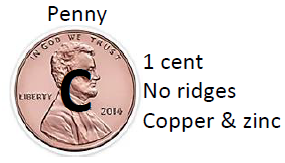 Penny
IN GOD WE TRUST
1 cent
C
No ridges
LIBERTY
2014
Copper & zinc